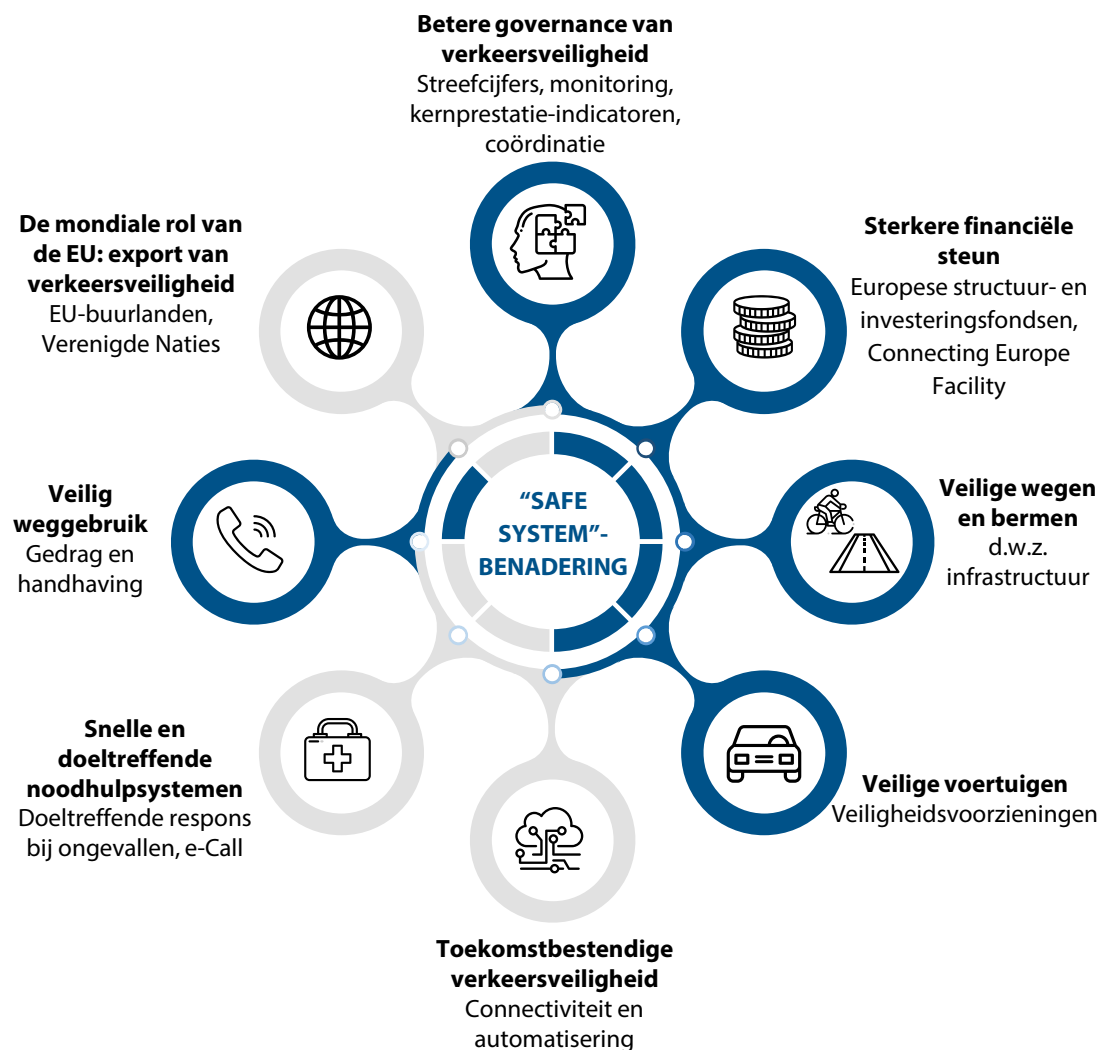 Betere governance van
verkeersveiligheid
Streefcijfers, monitoring,
kernprestatie-indicatoren,
coördinatie
De mondiale rol van
de EU: export van
verkeersveiligheid
EU-buurlanden,
Verenigde Naties
Sterkere financiële
steun
Europese structuur- en
investeringsfondsen,
Connecting Europe
Facility
Veilig
weggebruik
Gedrag en
handhaving
“SAFE
SYSTEM”-
BENADERING
Veilige wegen
en bermen
d.w.z.
infrastructuur
Snelle en
doeltreffende
noodhulpsystemen
Doeltreffende respons
bij ongevallen, e-Call
Veilige voertuigen
Veiligheidsvoorzieningen
Toekomstbestendige
verkeersveiligheid
Connectiviteit en
automatisering